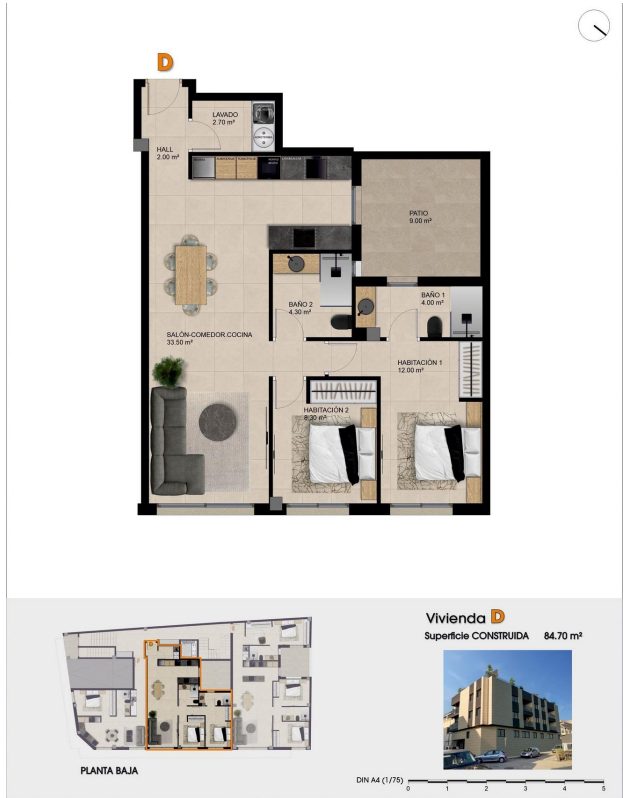 D
LAVADO
2.70 m²
HALL
2.00 m²
PATIO
9.00 m²
BAÑO 1
4.00 m²
BAÑO 2
4,30 m²
SALÓN-COMEDOR.COCINA
33.50 m²
HABITACIÓN 1
12.00 m²
HABITACIÓN 2
8.30 m²
Vivienda D
Superficie CONSTRUIDA 84.70 m²
PLANTA BAJA
DIN A4 (1/75)
0 1 2 3 4 5